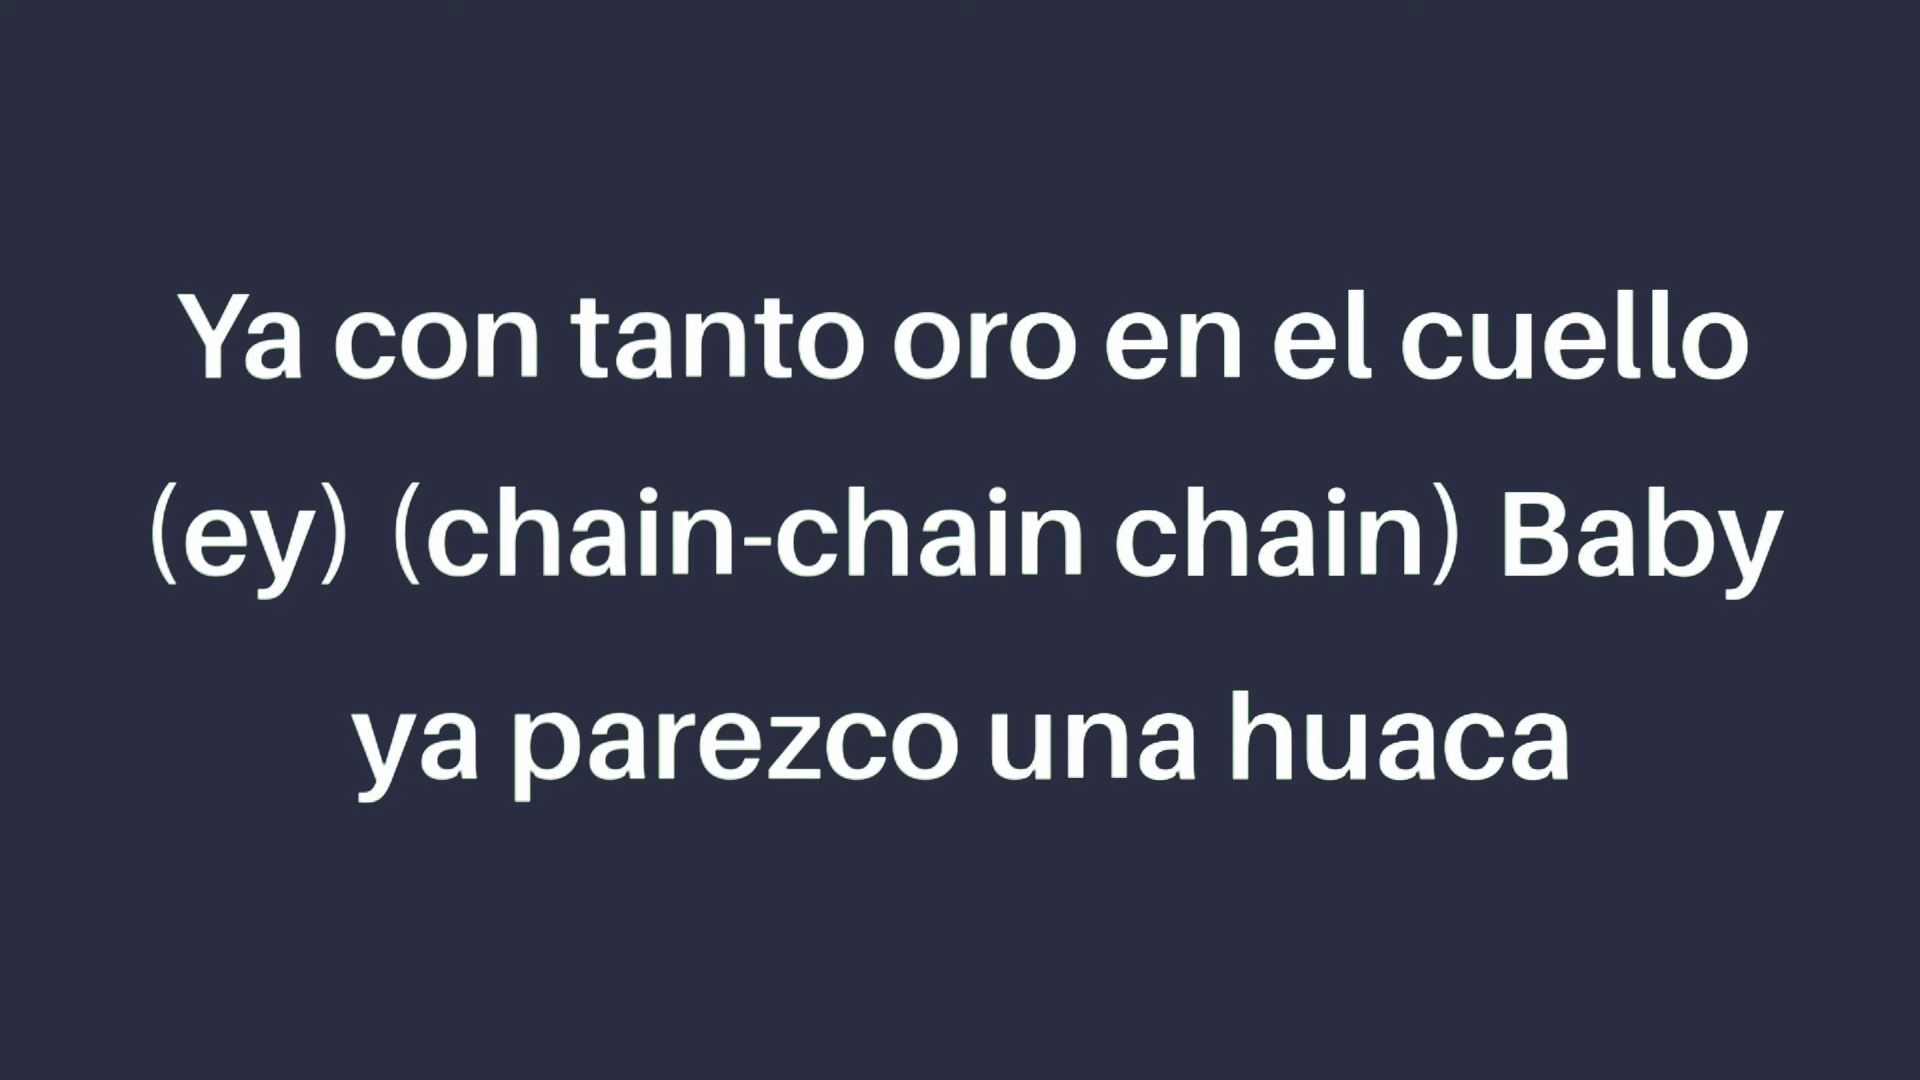 Ya con tanto oro en el cuello
(ey) (chain-chain chain) Baby
ya parezco una huaca